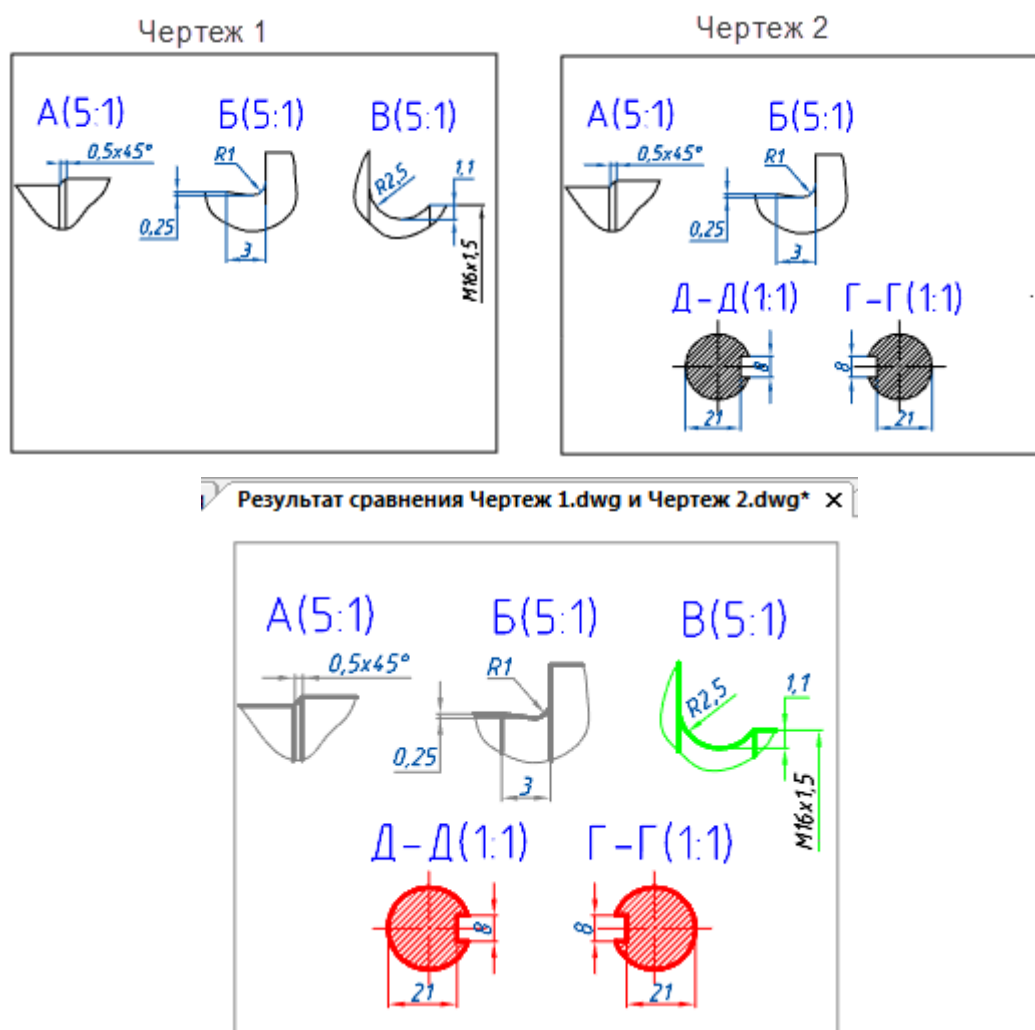 Чертеж 1
А(5:1) Б(5:1) В(5:1)
0,5x45°
R1
R2,5
1,1
0,25
3
M16x1,5
Чертеж 2
А(5:1) Б(5:1)
0,5x45°
R1
0,25
3
Д-Д(1:1) Г-Г(1:1)
8
8
21
21
Результат сравнения Чертеж 1.dwg и Чертеж 2.dwg*
А(5:1) Б(5:1) В(5:1)
0,5x45°
R1
R2,5
1,1
0,25
3
M16x1,5
Д-Д(1:1) Г-Г(1:1)
8
8
21
21